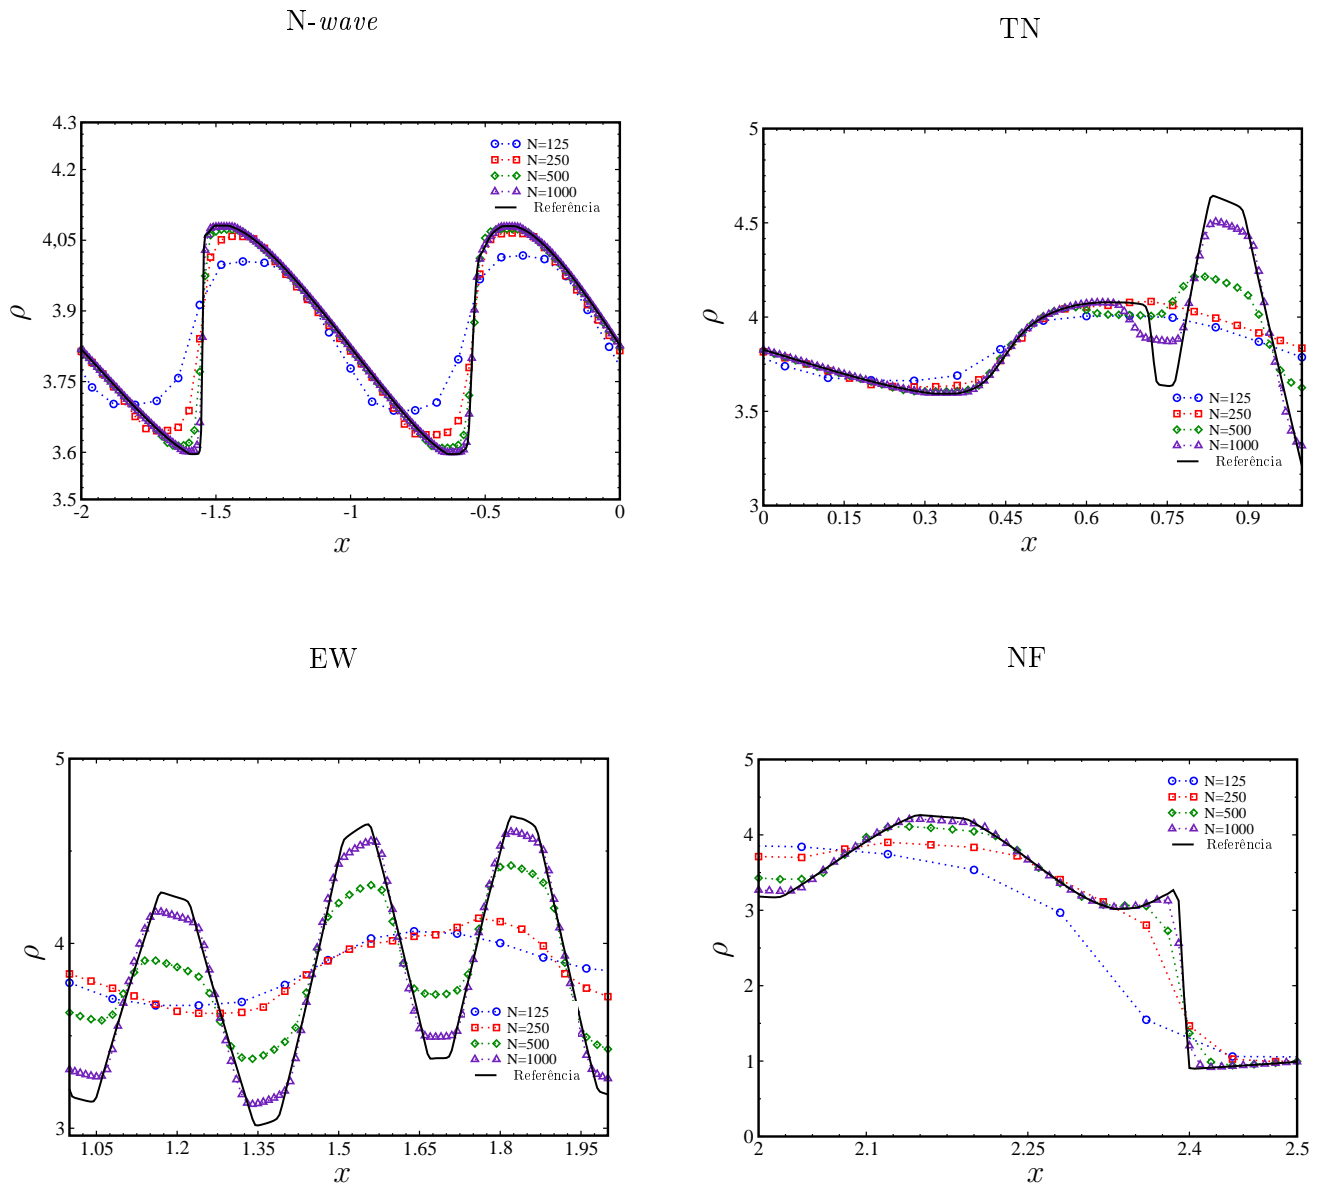 N-wave
4.3
4.2
4.05
3.9
3.75
3.6
3.5
ρ
N=125
N=250
N=500
N=1000
Referência
-2
-1.5
-1
-0.5
0
x
TN
5
4.5
4
3.5
3
ρ
N=125
N=250
N=500
N=1000
Referência
0
0.15
0.3
0.45
0.6
0.75
0.9
x
EW
5
4
3
ρ
N=125
N=250
N=500
N=1000
Referência
1.05
1.2
1.35
1.5
1.65
1.8
1.95
x
NF
5
4
3
2
1
0
ρ
N=125
N=250
N=500
N=1000
Referência
2
2.1
2.25
2.4
2.5
x